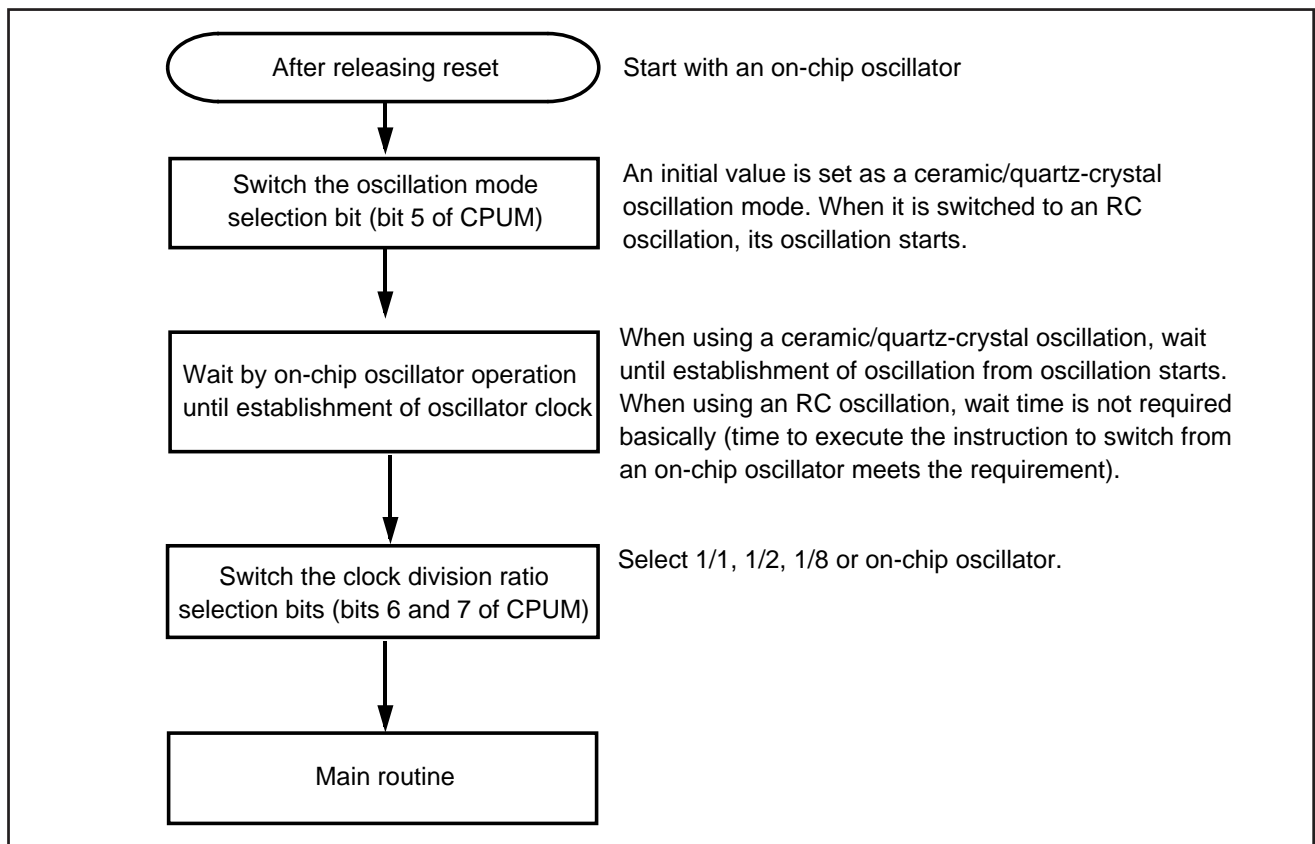 After releasing reset
Start with an on-chip oscillator
Switch the oscillation mode
selection bit (bit 5 of CPUM)
An initial value is set as a ceramic/quartz-crystal
oscillation mode. When it is switched to an RC
oscillation, its oscillation starts.
Wait by on-chip oscillator operation
until establishment of oscillator clock
When using a ceramic/quartz-crystal oscillation, wait
until establishment of oscillation from oscillation starts.
When using an RC oscillation, wait time is not required
basically (time to execute the instruction to switch from
an on-chip oscillator meets the requirement).
Switch the clock division ratio
selection bits (bits 6 and 7 of CPUM)
Select 1/1, 1/2, 1/8 or on-chip oscillator.
Main routine